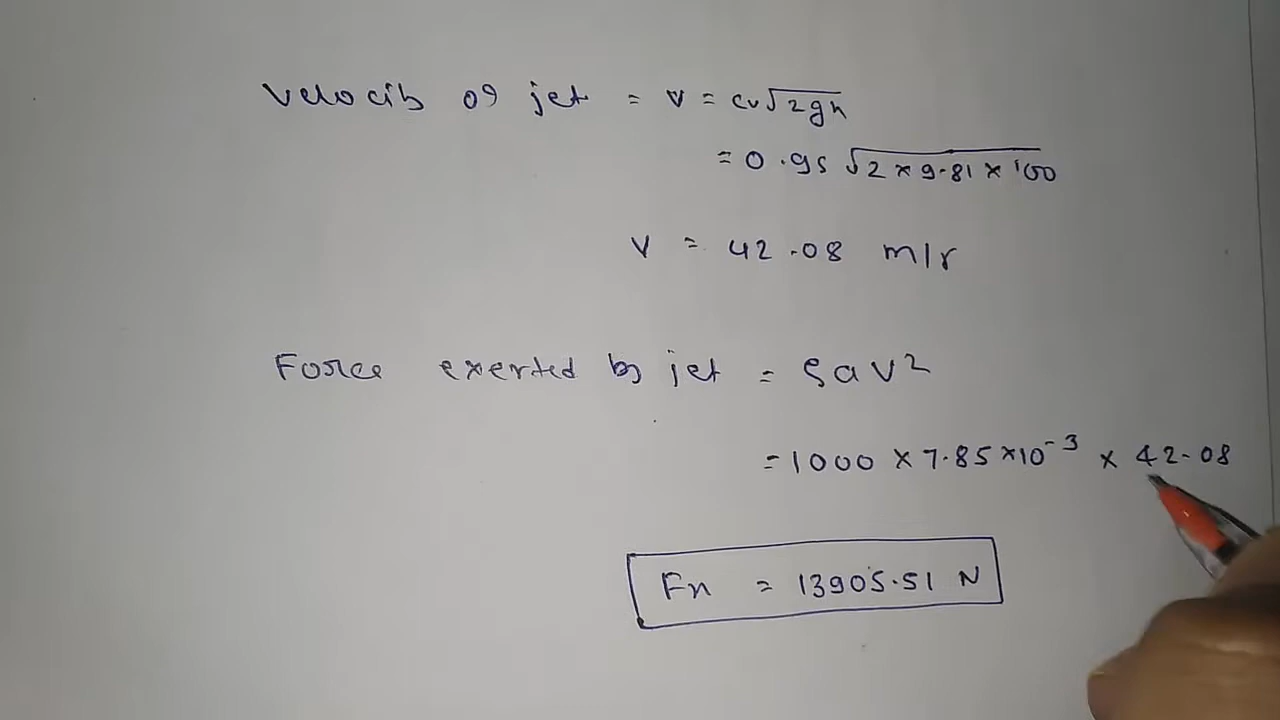 Velocity of jet = v = cv√2gh
= 0.95 √2 × 9.81 × 100
V = 42.08 m/s
Force exerted by jet = ρav²
= 1000 × 7.85 × 10⁻³ × 42.08
Fn = 13905.51 N